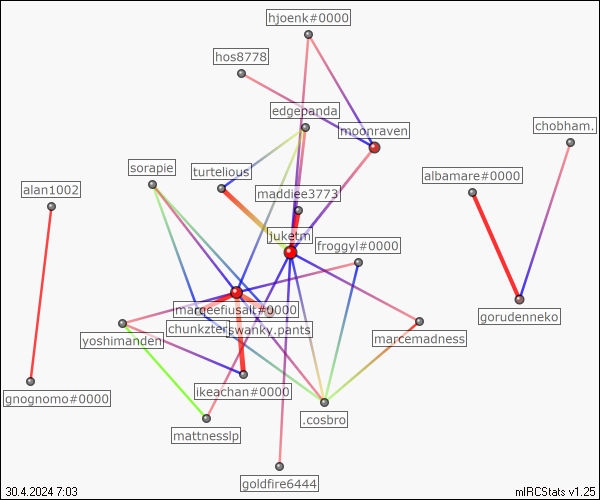 hjoenk#0000
hos8778
edgepanda
moonraven
chobham.
sorapie
turtelious
albamare#0000
alan1002
maddiee3773
juketm
froggyl#0000
marqeefiusalt#0000
chunkzter
swanky.pants
gorudenneko
yoshimanden
marcemadness
ikeachan#0000
gnognomo#0000
.cosbro
mattnesslp
goldfire6444
30.4.2024 7:03
mIRCStats v1.25